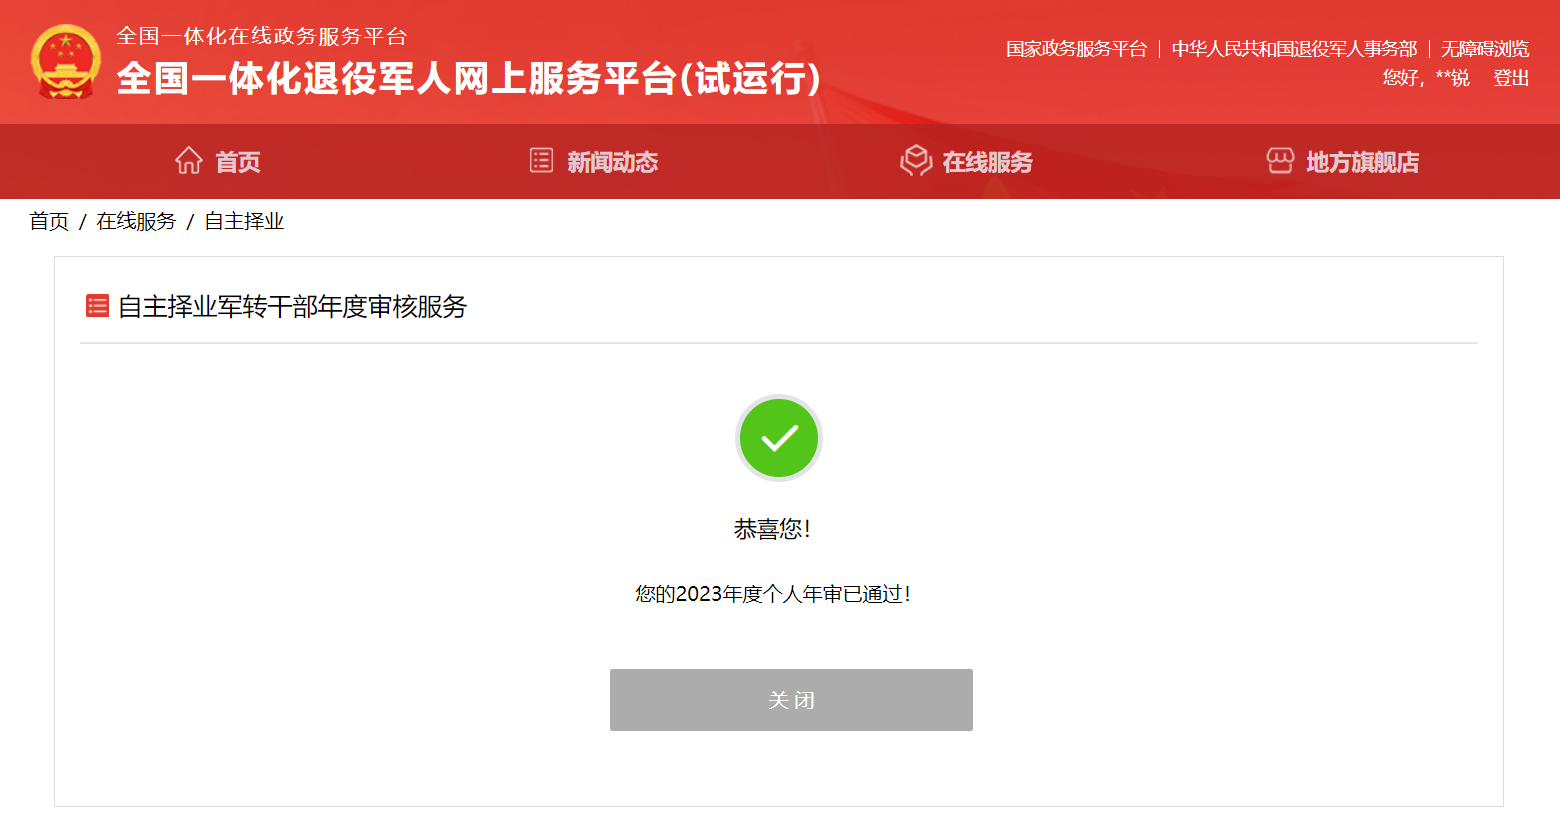 全国一体化在线政务服务平台
全国一体化退役军人网上服务平台(试运行)
国家政务服务平台 | 中华人民共和国退役军人事务部 | 无障碍浏览
您好，**锐 登出
首页 新闻动态 在线服务 地方旗舰店
首页 / 在线服务 / 自主择业
自主择业军转干部年度审核服务
恭喜您！
您的2023年度个人年审已通过！
关 闭